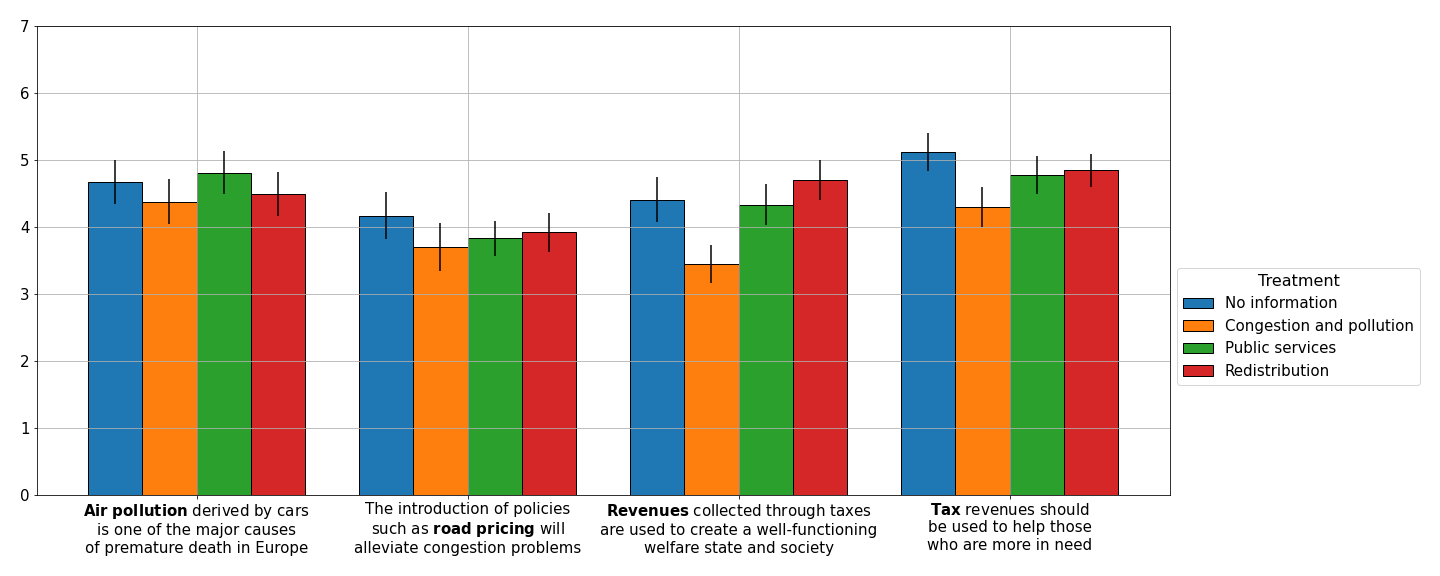 7
6
5
4
3
2
1
0
Air pollution derived by cars
is one of the major causes
of premature death in Europe
The introduction of policies
such as road pricing will
alleviate congestion problems
Revenues collected through taxes
are used to create a well-functioning
welfare state and society
Tax revenues should
be used to help those
who are more in need
Treatment
No information
Congestion and pollution
Public services
Redistribution